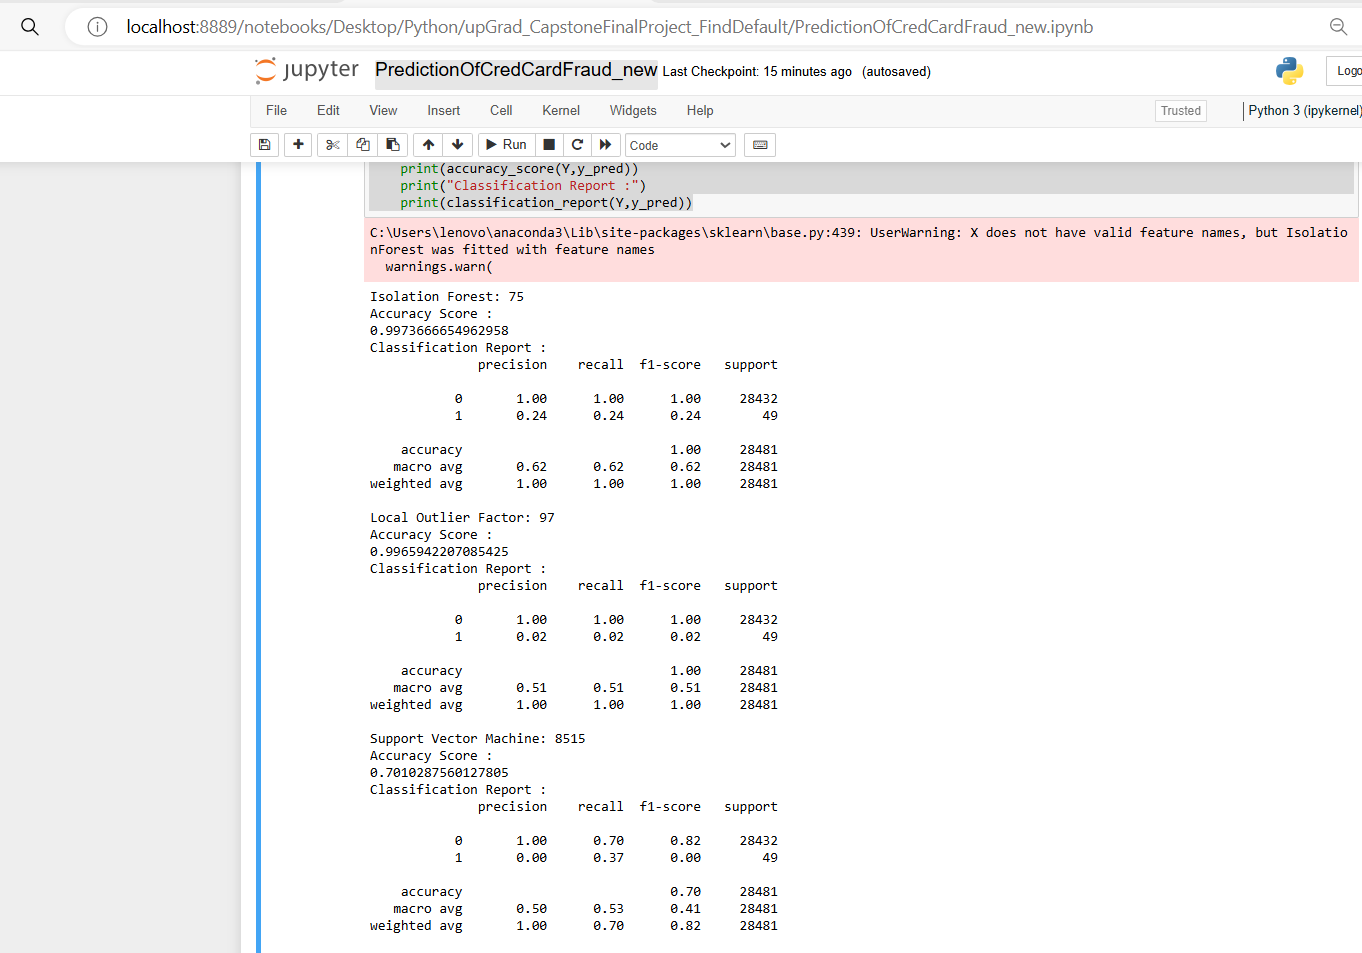 localhost:8889/notebooks/Desktop/Python/upGrad_CapstoneFinalProject_FindDefault/PredictionOfCredCardFraud_new.ipynb
jupyter PredictionOfCredCardFraud_new Last Checkpoint: 15 minutes ago (autosaved) Logo
File Edit View Insert Cell Kernel Widgets Help Trusted Python 3 (ipykernel)
Run Code
print(accuracy_score(Y,y_pred))
print("Classification Report :")
print(classification_report(Y,y_pred))
C:\Users\lenovo\anaconda3\Lib\site-packages\sklearn\base.py:439: UserWarning: X does not have valid feature names, but Isolatio
nForest was fitted with feature names
warnings.warn(
Isolation Forest: 75
Accuracy Score :
0.9973666654962958
Classification Report :
precision recall f1-score support
0 1.00 1.00 1.00 28432
1 0.24 0.24 0.24 49
accuracy 1.00 28481
macro avg 0.62 0.62 0.62 28481
weighted avg 1.00 1.00 1.00 28481
Local Outlier Factor: 97
Accuracy Score :
0.9965942207085425
Classification Report :
precision recall f1-score support
0 1.00 1.00 1.00 28432
1 0.02 0.02 0.02 49
accuracy 1.00 28481
macro avg 0.51 0.51 0.51 28481
weighted avg 1.00 1.00 1.00 28481
Support Vector Machine: 8515
Accuracy Score :
0.7010287560127805
Classification Report :
precision recall f1-score support
0 1.00 0.70 0.82 28432
1 0.00 0.37 0.00 49
accuracy 0.70 28481
macro avg 0.50 0.53 0.41 28481
weighted avg 1.00 0.70 0.82 28481